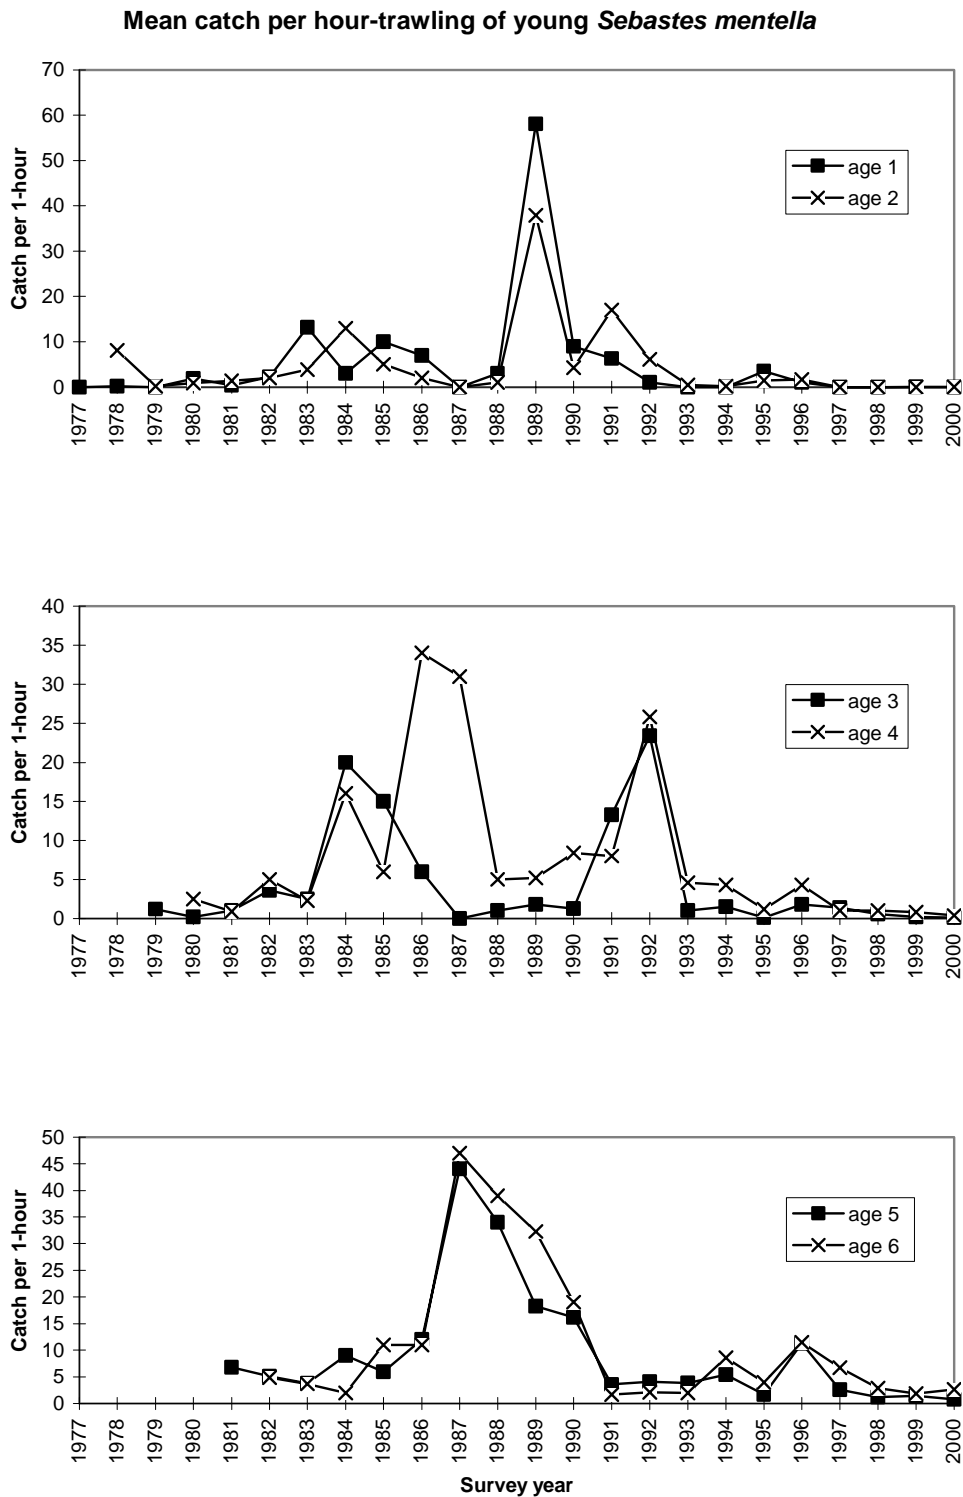 Mean catch per hour-trawling of young Sebastes mentella
Catch per 1-hour
70
60
50
40
30
20
10
0
age 1
age 2
1977 1978 1979 1980 1981 1982 1983 1984 1985 1986 1987 1988 1989 1990 1991 1992 1993 1994 1995 1996 1997 1998 1999 2000
Catch per 1-hour
40
35
30
25
20
15
10
5
0
age 3
age 4
1977 1978 1979 1980 1981 1982 1983 1984 1985 1986 1987 1988 1989 1990 1991 1992 1993 1994 1995 1996 1997 1998 1999 2000
Catch per 1-hour
50
45
40
35
30
25
20
15
10
5
0
age 5
age 6
1977 1978 1979 1980 1981 1982 1983 1984 1985 1986 1987 1988 1989 1990 1991 1992 1993 1994 1995 1996 1997 1998 1999 2000
Survey year